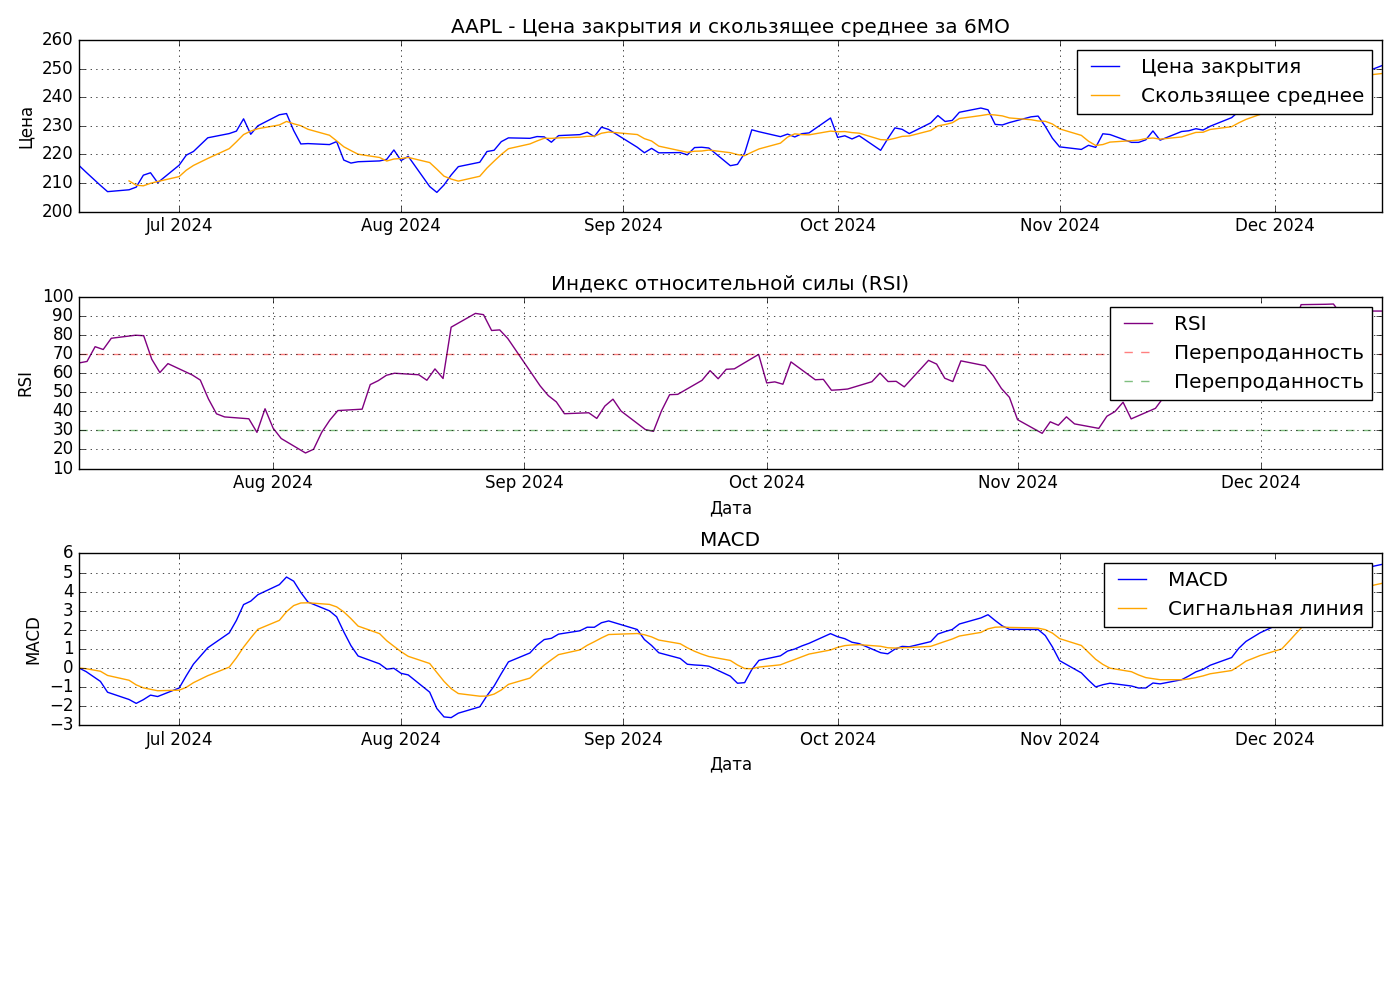 AAPL - Цена закрытия и скользящее среднее за 6MO
260
250
240
230
220
210
200
Цена
Цена закрытия
Скользящее среднее
Jul 2024 Aug 2024 Sep 2024 Oct 2024 Nov 2024 Dec 2024
Индекс относительной силы (RSI)
100
90
80
70
60
50
40
30
20
10
RSI
RSI
Перепроданность
Перепроданность
Aug 2024 Sep 2024 Oct 2024 Nov 2024 Dec 2024
Дата
MACD
6
5
4
3
2
1
0
−1
−2
−3
MACD
MACD
Сигнальная линия
Jul 2024 Aug 2024 Sep 2024 Oct 2024 Nov 2024 Dec 2024
Дата